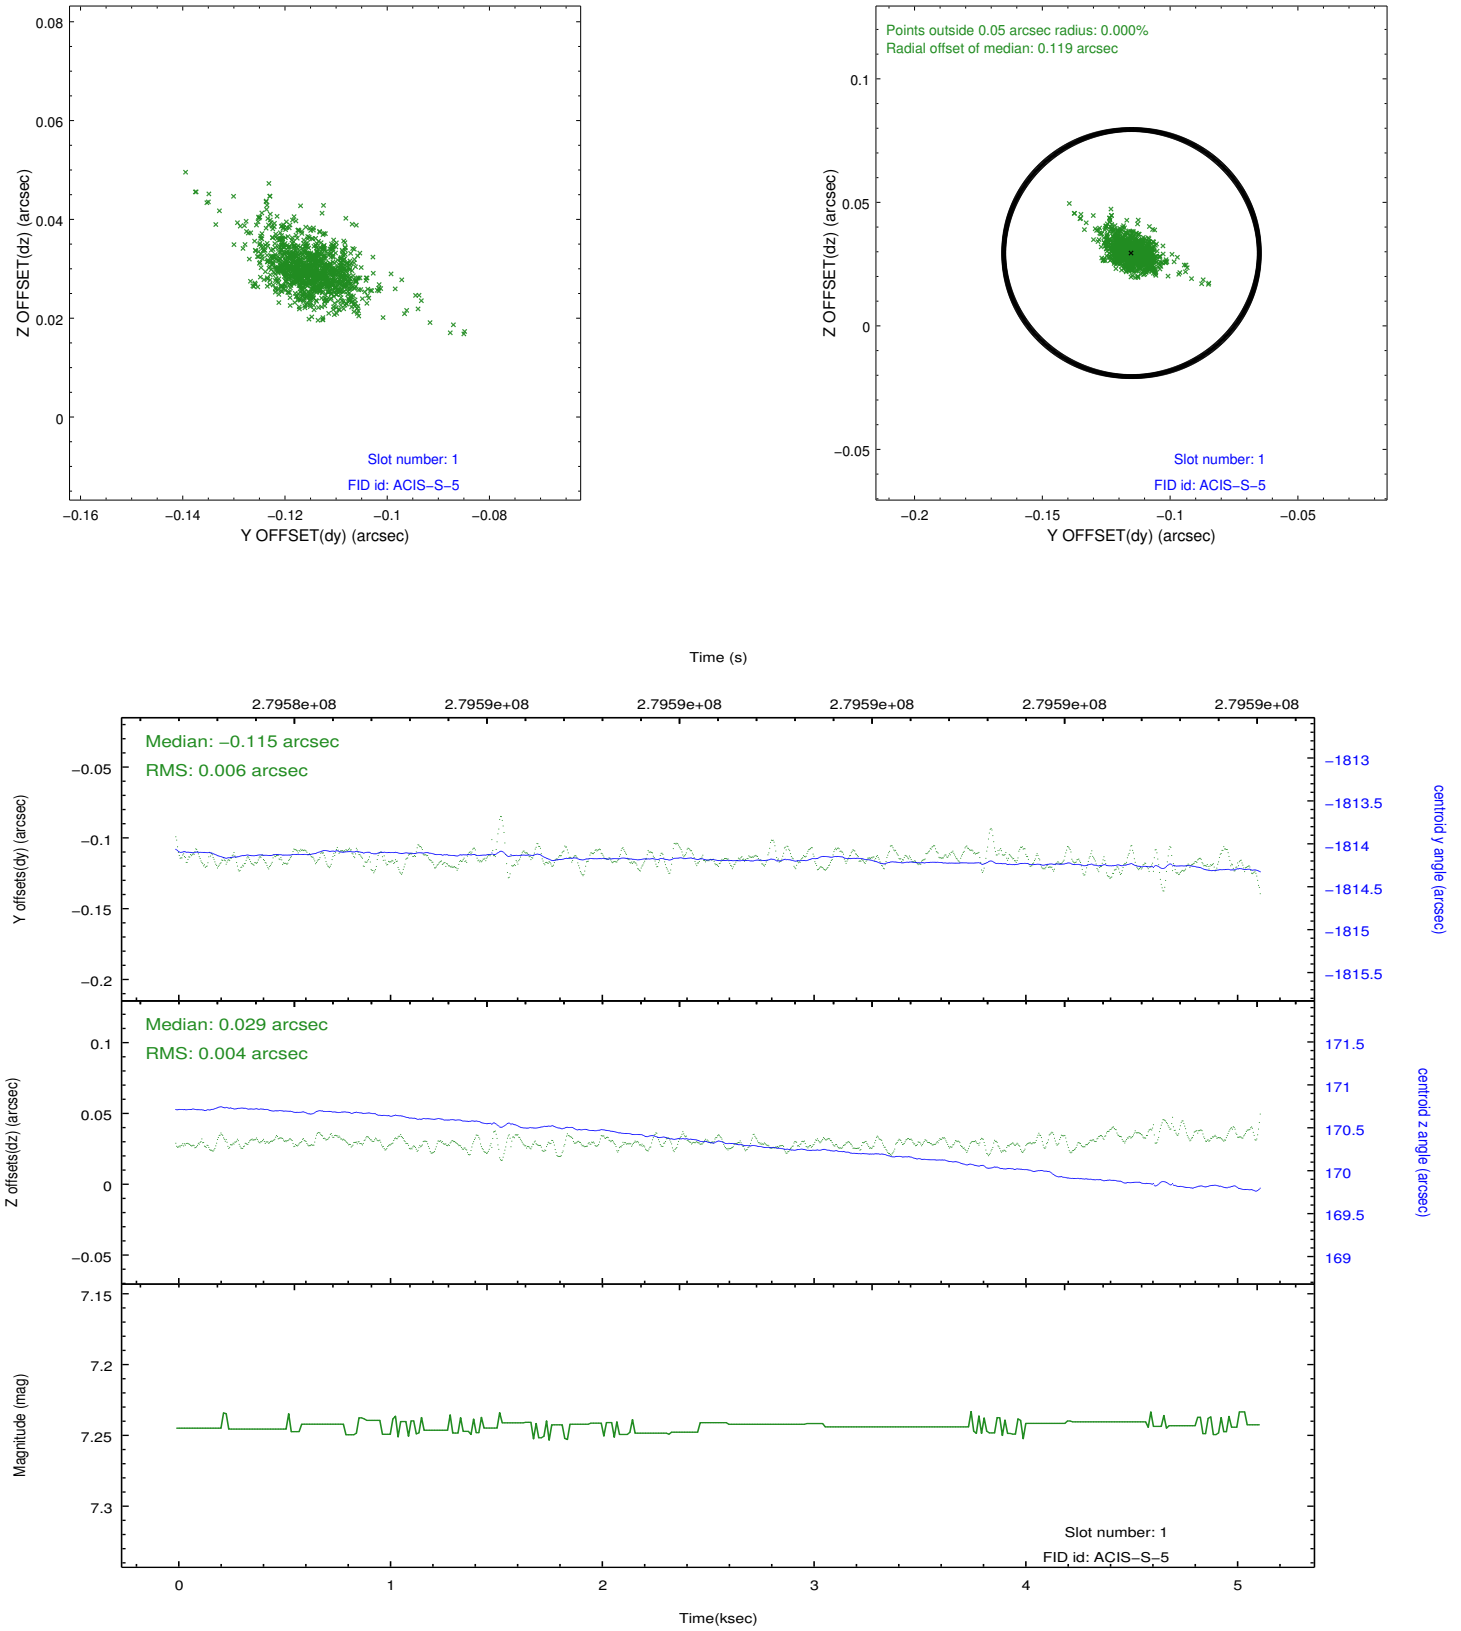 0.08
0.06
0.04
0.02
0
Z OFFSET(dz) (arcsec)
Slot number: 1
FID id: ACIS−S−5
−0.16 −0.14 −0.12 −0.1 −0.08
Y OFFSET(dy) (arcsec)
Points outside 0.05 arcsec radius: 0.000%
Radial offset of median: 0.119 arcsec
0.1
0.05
0
−0.05
Z OFFSET(dz) (arcsec)
Slot number: 1
FID id: ACIS−S−5
−0.2 −0.15 −0.1 −0.05
Y OFFSET(dy) (arcsec)
Time (s)
2.7958e+08 2.7959e+08 2.7959e+08 2.7959e+08 2.7959e+08 2.7959e+08
Median: −0.115 arcsec
RMS: 0.006 arcsec
−0.05
−0.1
−0.15
−0.2
Y offsets(dy) (arcsec)
−1813
−1813.5
−1814
−1814.5
−1815
−1815.5
centroid y angle (arcsec)
Median: 0.029 arcsec
RMS: 0.004 arcsec
0.1
0.05
0
−0.05
Z offsets(dz) (arcsec)
171.5
171
170.5
170
169.5
169
centroid z angle (arcsec)
7.15
7.2
7.25
7.3
Magnitude (mag)
Slot number: 1
FID id: ACIS−S−5
0 1 2 3 4 5
Time(ksec)